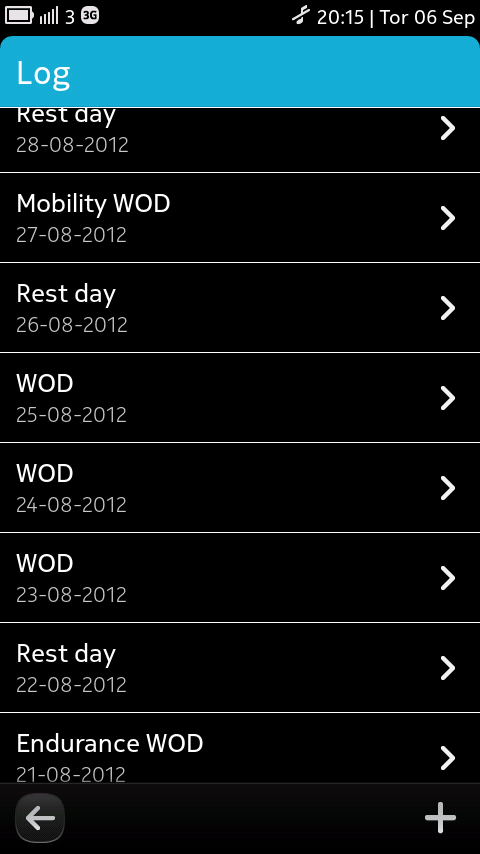 3 3G 20:15 | Tor 06 Sep
Log
Rest day
28-08-2012
Mobility WOD
27-08-2012
Rest day
26-08-2012
WOD
25-08-2012
WOD
24-08-2012
WOD
23-08-2012
Rest day
22-08-2012
Endurance WOD
21-08-2012